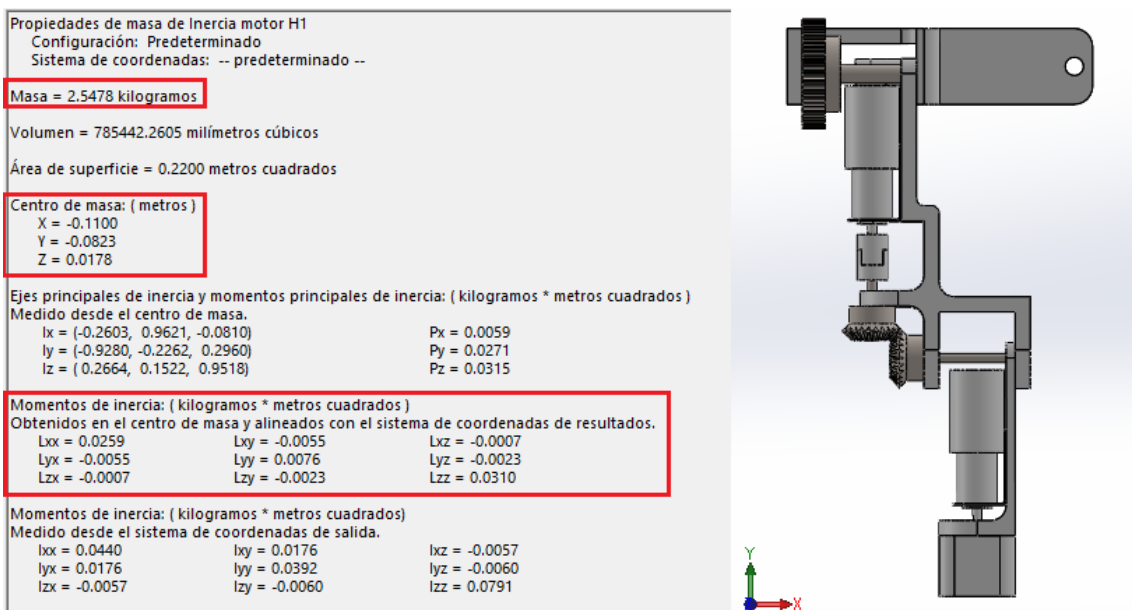 Propiedades de masa de Inercia motor H1
Configuración: Predeterminado
Sistema de coordenadas: -- predeterminado --
Masa = 2.5478 kilogramos
Volumen = 785442.2605 milímetros cúbicos
Área de superficie = 0.2200 metros cuadrados
Centro de masa: ( metros )
X = -0.1100
Y = -0.0823
Z = 0.0178
Ejes principales de inercia y momentos principales de inercia: ( kilogramos * metros cuadrados )
Medido desde el centro de masa.
Ix = (-0.2603, 0.9621, -0.0810) Px = 0.0059
Iy = (-0.9280, -0.2262, 0.2960) Py = 0.0271
Iz = ( 0.2664, 0.1522, 0.9518) Pz = 0.0315
Momentos de inercia: ( kilogramos * metros cuadrados )
Obtenidos en el centro de masa y alineados con el sistema de coordenadas de resultados.
Lxx = 0.0259 Lxy = -0.0055 Lxz = -0.0007
Lyx = -0.0055 Lyy = 0.0076 Lyz = -0.0023
Lzx = -0.0007 Lzy = -0.0023 Lzz = 0.0310
Momentos de inercia: ( kilogramos * metros cuadrados)
Medido desde el sistema de coordenadas de salida.
Ixx = 0.0440 Ixy = 0.0176 Ixz = -0.0057
Iyx = 0.0176 Iyy = 0.0392 Iyz = -0.0060
Izx = -0.0057 Izy = -0.0060 Izz = 0.0791
Y
X